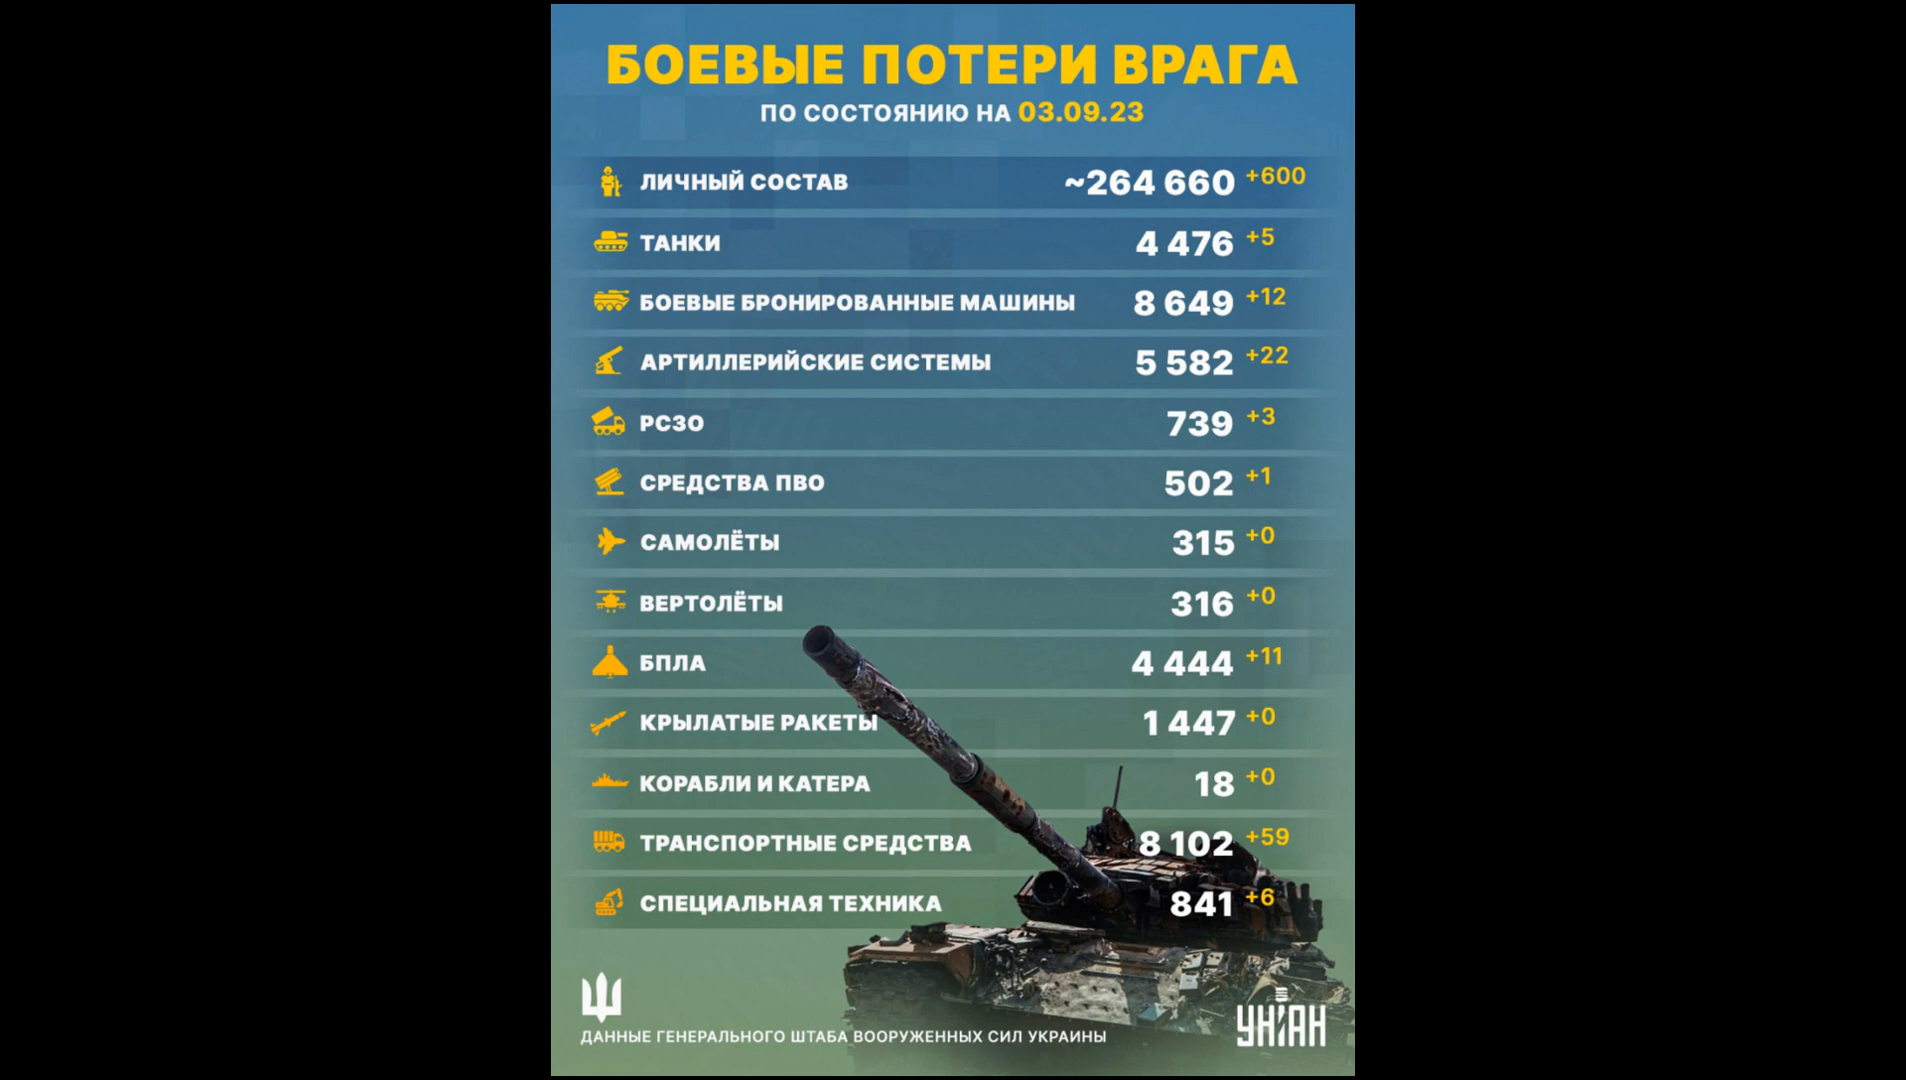 БОЕВЫЕ ПОТЕРИ ВРАГА
ПО СОСТОЯНИЮ НА 03.09.23
ЛИЧНЫЙ СОСТАВ ~264 660 +600
ТАНКИ 4 476 +5
БОЕВЫЕ БРОНИРОВАННЫЕ МАШИНЫ 8 649 +12
АРТИЛЛЕРИЙСКИЕ СИСТЕМЫ 5 582 +22
РСЗО 739 +3
СРЕДСТВА ПВО 502 +1
САМОЛЁТЫ 315 +0
ВЕРТОЛЁТЫ 316 +0
БПЛА 4 444 +11
КРЫЛАТЫЕ РАКЕТЫ 1 447 +0
КОРАБЛИ И КАТЕРА 18 +0
ТРАНСПОРТНЫЕ СРЕДСТВА 8 102 +59
СПЕЦИАЛЬНАЯ ТЕХНИКА 841 +6
ДАННЫЕ ГЕНЕРАЛЬНОГО ШТАБА ВООРУЖЕННЫХ СИЛ УКРАИНЫ
УНІАН